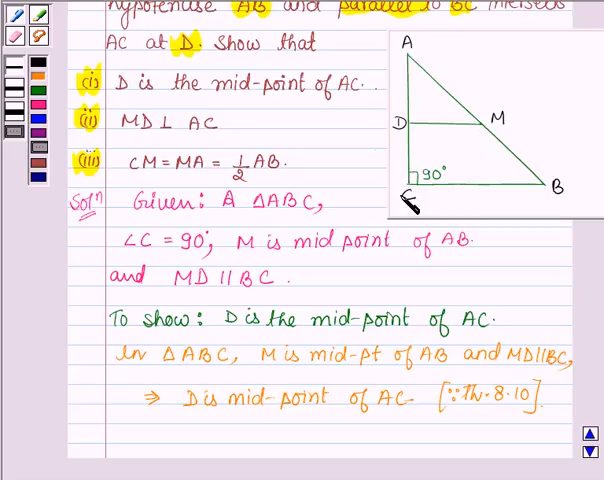 hypotenuse AB and parallel to BC intersects
AC at D. Show that
(i) D is the mid-point of AC.
(ii) MD ⊥ AC
(iii) CM = MA = 1/2 AB.
Solⁿ Given: A ΔABC,
∠C = 90°, M is mid point of AB.
and MD || BC.
To show: D is the mid-point of AC.
In ΔABC, M is mid-pt of AB and MD||BC,
⇒ D is mid-point of AC. [∵ Th. 8.10].
A
D
M
90°
C
B